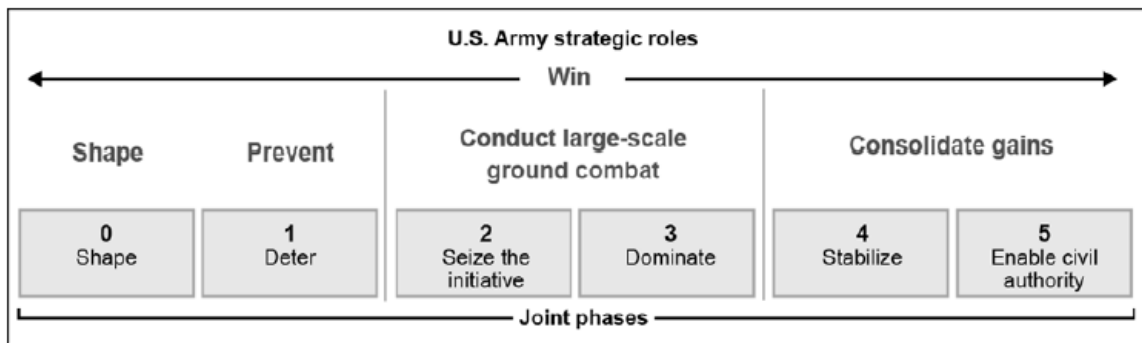 U.S. Army strategic roles
Win
Shape
Prevent
Conduct large-scale
ground combat
Consolidate gains
0
Shape
1
Deter
2
Seize the
initiative
3
Dominate
4
Stabilize
5
Enable civil
authority
Joint phases